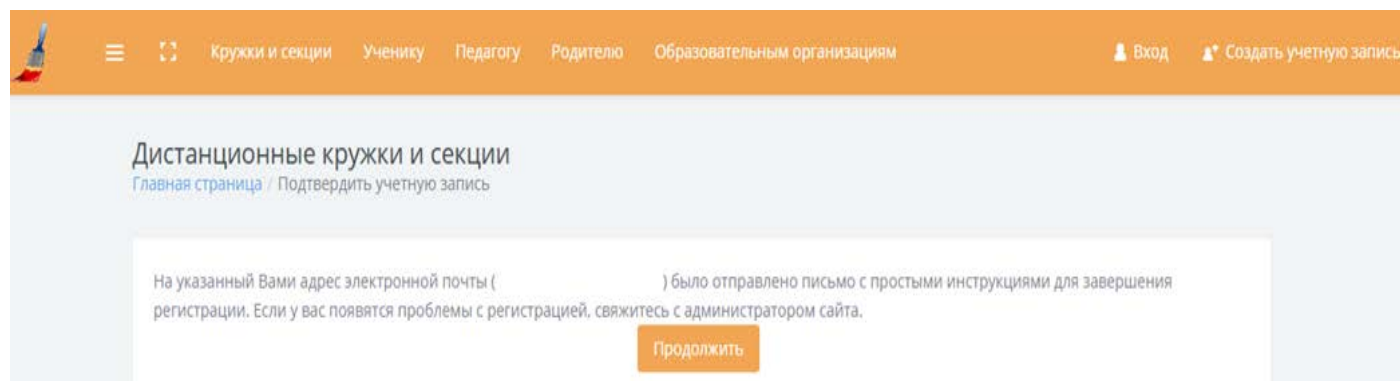 Кружки и секции Ученику Педагогу Родителю Образовательным организациям Вход Создать учетную запись
Дистанционные кружки и секции
Главная страница / Подтвердить учетную запись
На указанный Вами адрес электронной почты ( ) было отправлено письмо с простыми инструкциями для завершения
регистрации. Если у вас появятся проблемы с регистрацией, свяжитесь с администратором сайта.
Продолжить